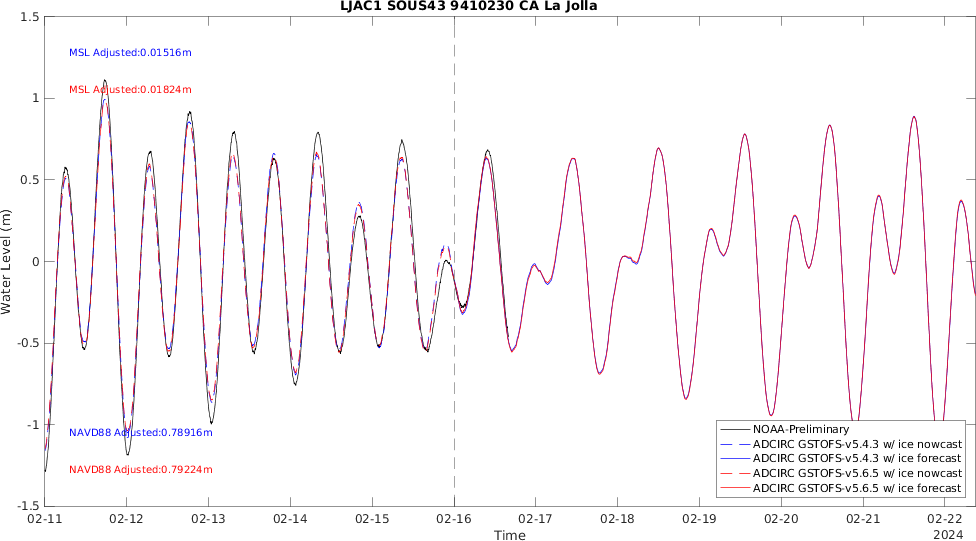 LJAC1 SOUS43 9410230 CA La Jolla
1.5
MSL Adjusted:0.01516m
MSL Adjusted:0.01824m
1
0.5
0
-0.5
-1
-1.5
Water Level (m)
NAVD88 Adjusted:0.78916m
NAVD88 Adjusted:0.79224m
NOAA-Preliminary
ADCIRC GSTOFS-v5.4.3 w/ ice nowcast
ADCIRC GSTOFS-v5.4.3 w/ ice forecast
ADCIRC GSTOFS-v5.6.5 w/ ice nowcast
ADCIRC GSTOFS-v5.6.5 w/ ice forecast
02-11 02-12 02-13 02-14 02-15 02-16 02-17 02-18 02-19 02-20 02-21 02-22
2024
Time